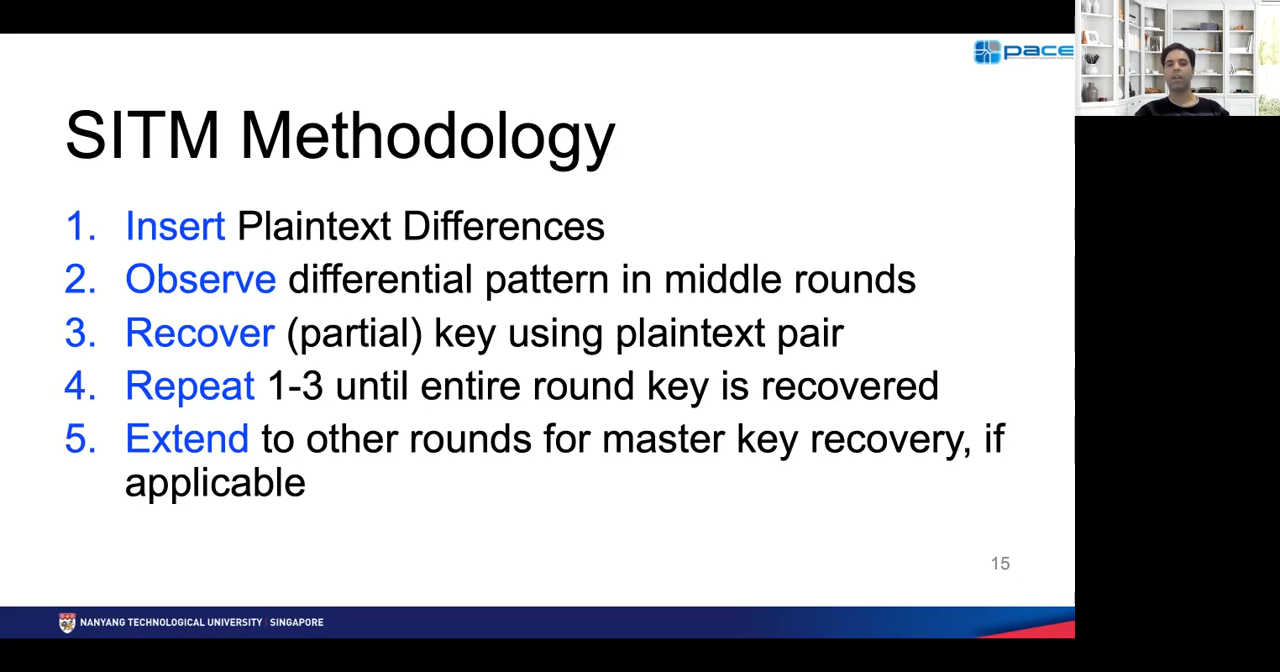 pace
SITM Methodology
1. Insert Plaintext Differences
2. Observe differential pattern in middle rounds
3. Recover (partial) key using plaintext pair
4. Repeat 1-3 until entire round key is recovered
5. Extend to other rounds for master key recovery, if
applicable
15
NANYANG TECHNOLOGICAL UNIVERSITY | SINGAPORE